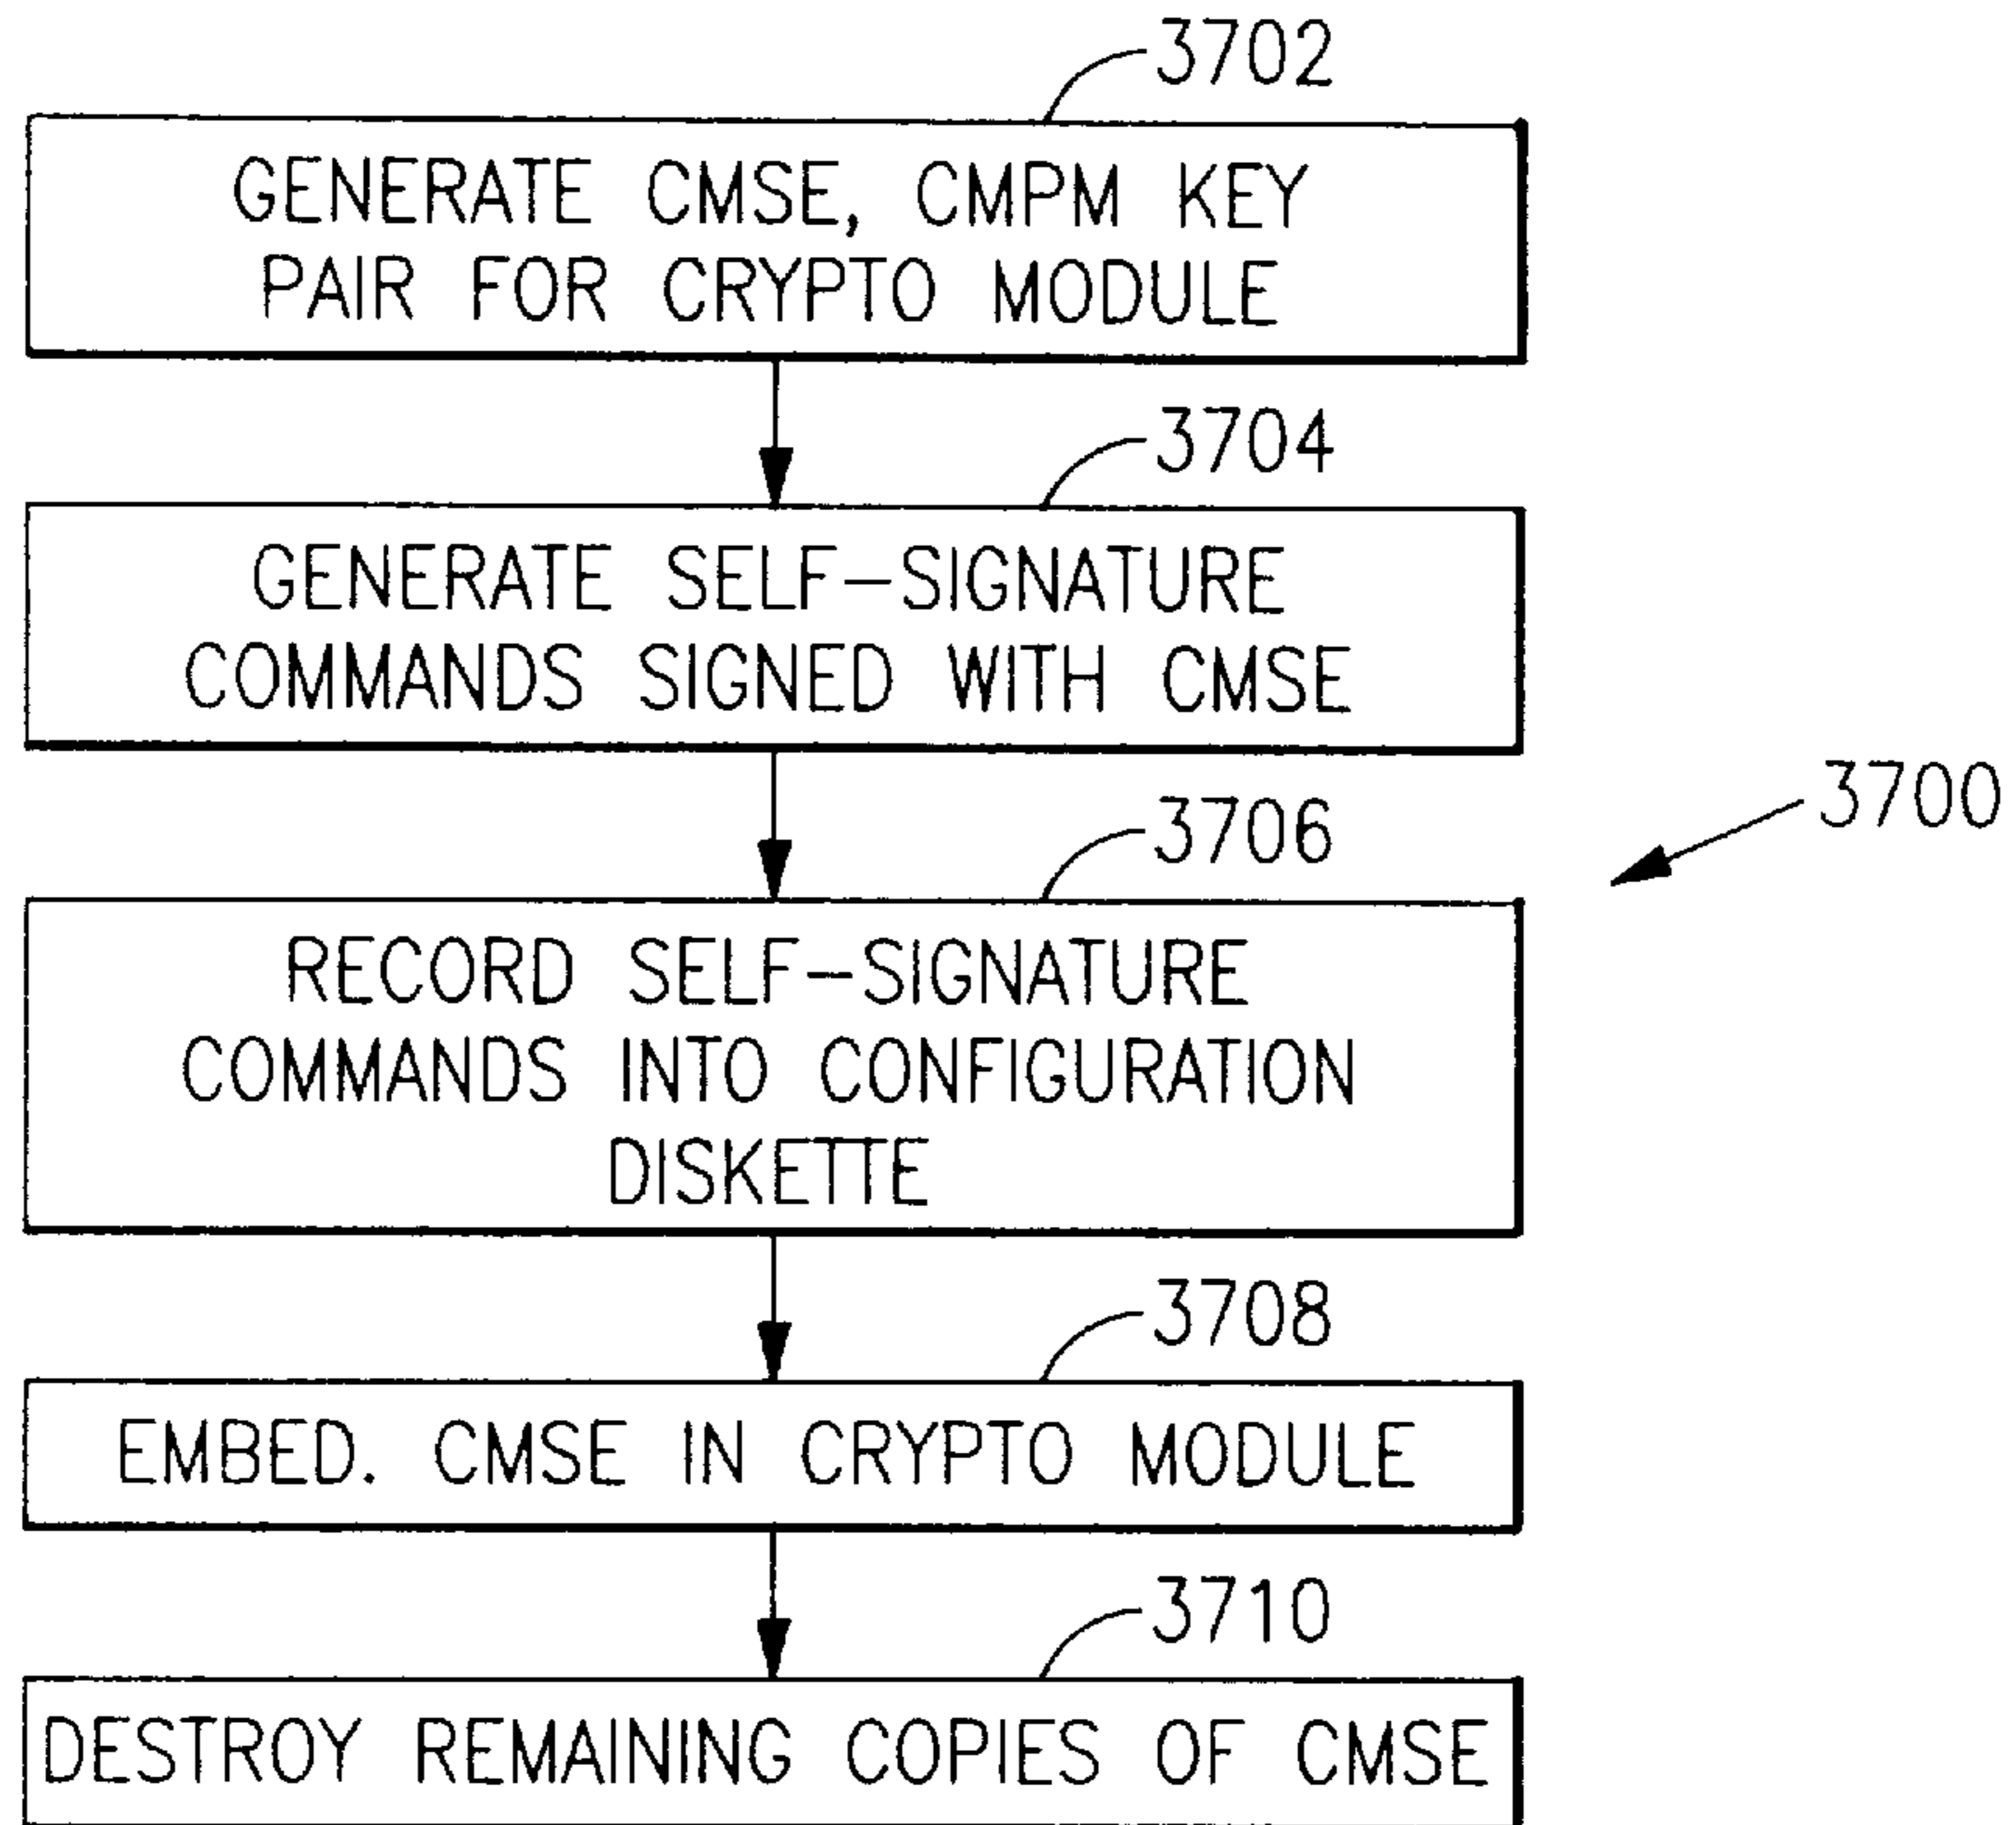 3702
GENERATE CMSE, CMPM KEY
PAIR FOR CRYPTO MODULE
3704
GENERATE SELF-SIGNATURE
COMMANDS SIGNED WITH CMSE
3700
3706
RECORD SELF-SIGNATURE
COMMANDS INTO CONFIGURATION
DISKETTE
3708
EMBED. CMSE IN CRYPTO MODULE
3710
DESTROY REMAINING COPIES OF CMSE